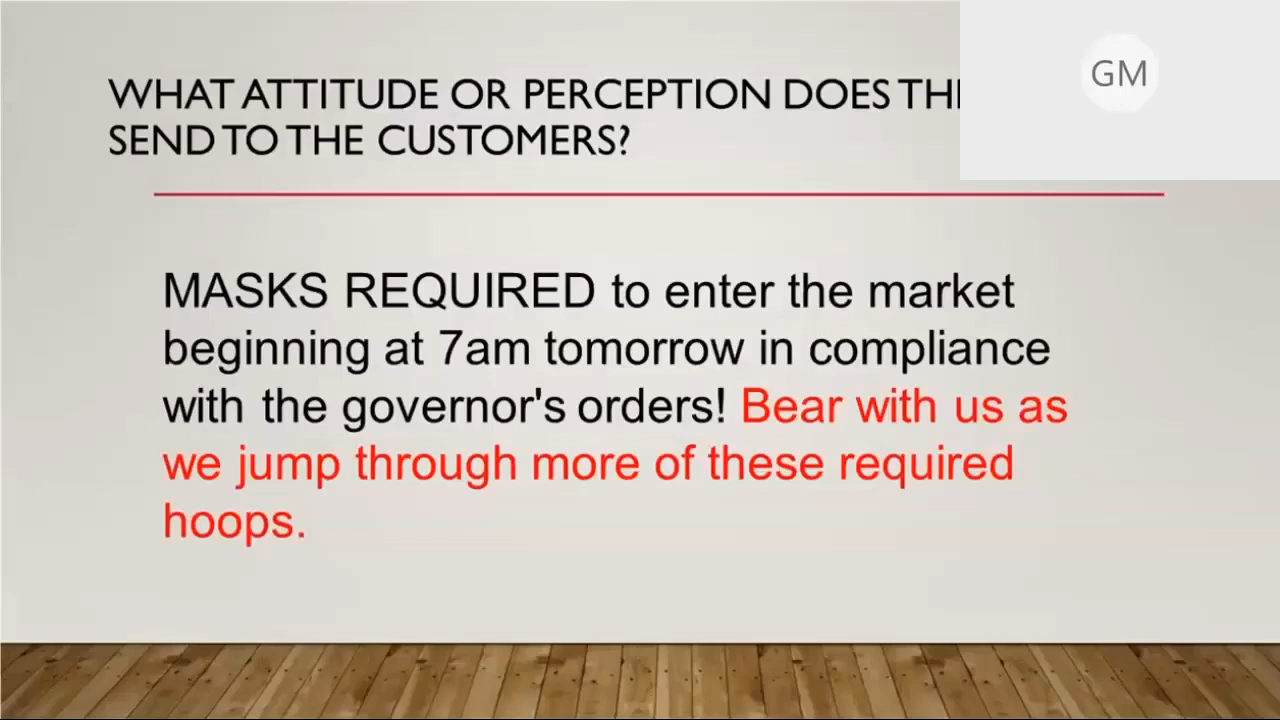 WHAT ATTITUDE OR PERCEPTION DOES
SEND TO THE CUSTOMERS?
GM
MASKS REQUIRED to enter the market
beginning at 7am tomorrow in compliance
with the governor's orders! Bear with us as
we jump through more of these required
hoops.